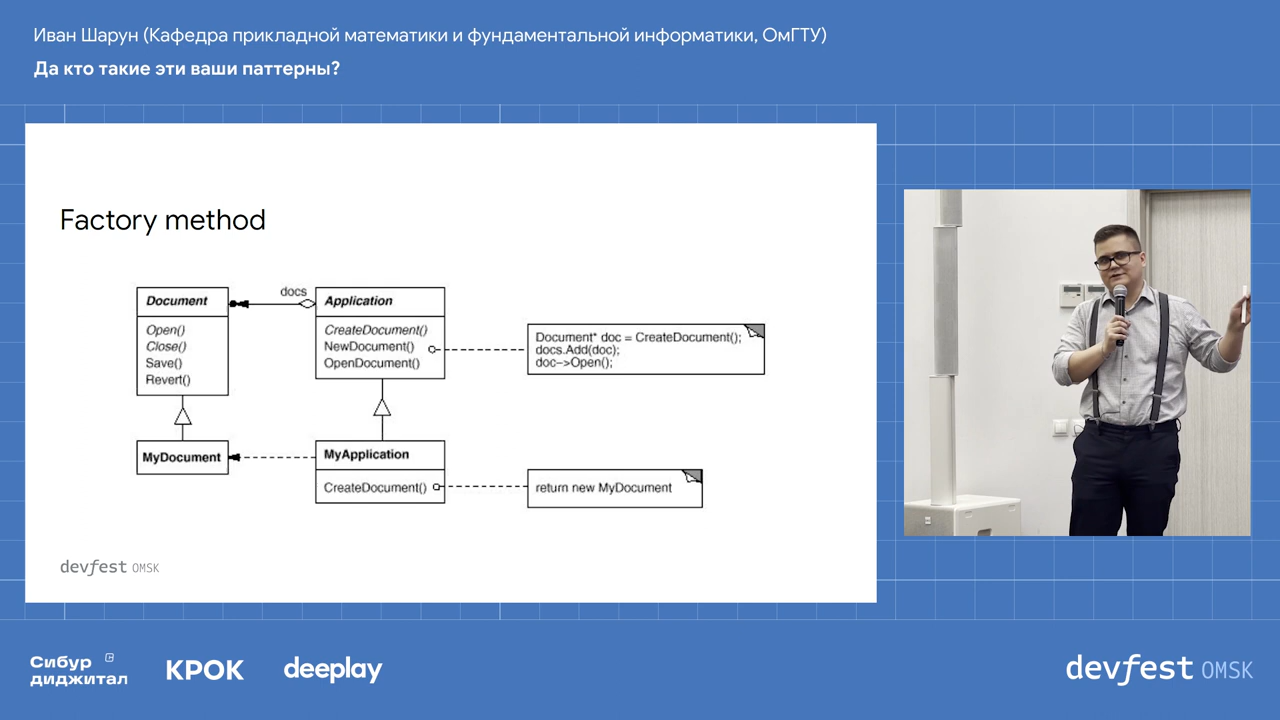 Иван Шарун (Кафедра прикладной математики и фундаментальной информатики, ОмГТУ)
Да кто такие эти ваши паттерны?
Factory method
docs
Document
Open()
Close()
Save()
Revert()
Application
CreateDocument()
NewDocument()
OpenDocument()
Document* doc = CreateDocument();
docs.Add(doc);
doc->Open();
MyDocument
MyApplication
CreateDocument()
return new MyDocument
devfest OMSK
Сибур
диджитал
КРОК
deeplay
devfest OMSK